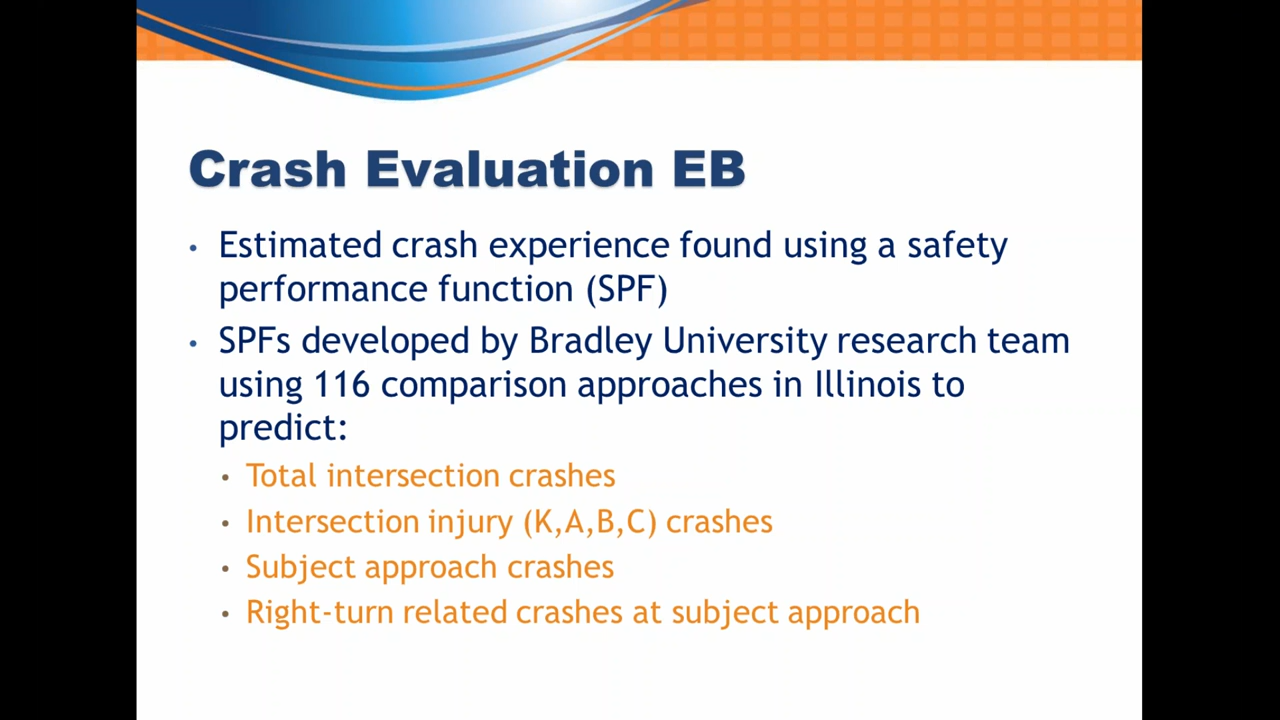 Crash Evaluation EB
• Estimated crash experience found using a safety
performance function (SPF)
• SPFs developed by Bradley University research team
using 116 comparison approaches in Illinois to
predict:
• Total intersection crashes
• Intersection injury (K,A,B,C) crashes
• Subject approach crashes
• Right-turn related crashes at subject approach